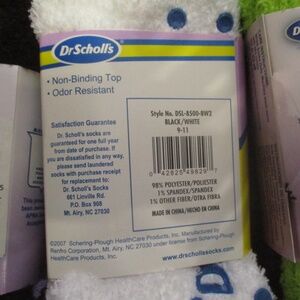 Dr Scholl's
• Non-Binding Top
• Odor Resistant
Satisfaction Guarantee
Dr. Scholl's socks are
guaranteed for one full year
from date of purchase. If
you are dissatisfied in any way,
please send laundered
socks with purchase receipt
for replacement to:
Dr. Scholl's Socks
661 Linville Rd.
P.O. Box 908
Mt. Airy, NC 27030
Style No. DSL-8500-BW2
BLACK/WHITE
9-11
0 42825 49829 7
98% POLYESTER/POLIESTER
1% SPANDEX/SPANDEX
1% OTHER FIBER/OTRA FIBRA
MADE IN CHINA/HECHO EN CHINA
©2007 Schering-Plough HealthCare Products, Inc. Manufactured by
Renfro Corporation, Mt. Airy, NC 27030 under license from Schering-Plough
HealthCare Products, Inc.
www.drschollssocks.com